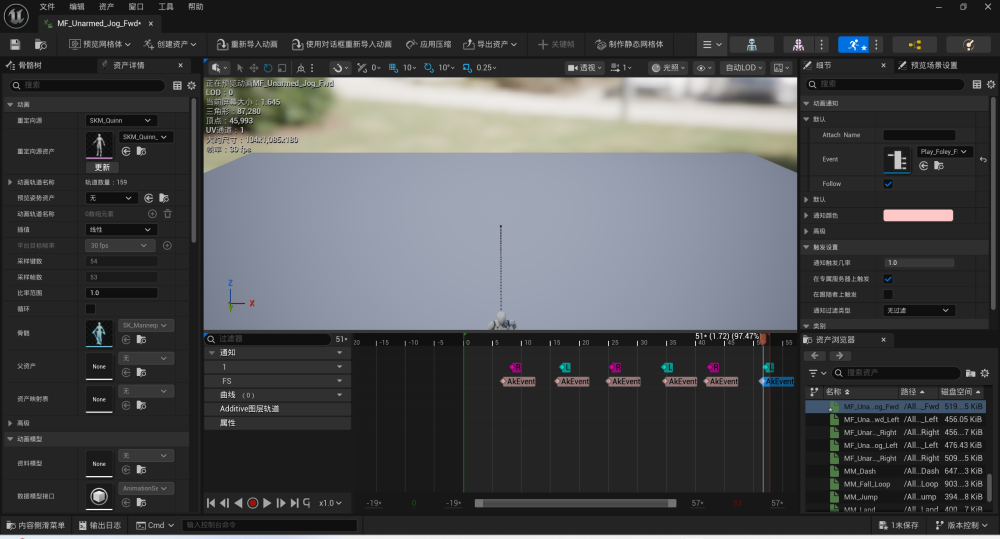 文件 编辑 资产 窗口 工具 帮助
MF_Unarmed_Jog_Fwd*
预览网格体 创建资产 重新导入动画 使用对话框重新导入动画 应用压缩 导出资产 关键帧 制作静态网格体
骨骼树 资产详情
搜索
动画
重定向源 SKM_Quinn
重定向源资产 SKM_Quinn_
更新
动画轨道名称 轨道数量：159
预览姿势资产 无
动画轨道名称 0数组元素
插值 线性
平台目标帧率 30 fps
采样键数 54
采样帧数 53
比率范围 1.0
循环
骨骼 SK_Mannequ
父资产 None 无
资产映射表 None 无
高级
动画模型
资料模型 None 无
数据模型接口 AnimationSe
0 10 10° 0.25 透视 1 光照 自动LOD
正在预览动画MF_Unarmed_Jog_Fwd
LOD：0
当前屏幕大小：1.645
三角形：87,280
顶点：45,993
UV通道：1
大约尺寸：194x1,086x180
帧率：30 fps
Z
X
过滤器 51*
51* (1.72) (97.47%)
20 -15 -10 -5 0 5 10 15 20 25 30 35 40 45 50 55
通知
1
R L R L R L
FS
AkEvent AkEvent AkEvent AkEvent AkEvent AkEvent
曲线 （0）
Additive图层轨道
属性
x1.0 -19* 0 -19* 57* 53 57*
细节 预览场景设置
搜索
动画通知
默认
Attach Name
Event Play_Foley_F
Follow
默认
通知颜色
高级
触发设置
通知触发几率 1.0
在专属服务器上触发
在跟随者上触发
通知过滤类型 无过滤
类别
资产浏览器
搜索资产
名称 路径 磁盘空间
MF_Una...og_Fwd /All..._Fwd 519...5 KiB
MF_Una...wd_Left /All..._Left 456.05 KiB
MF_Unar..._Right /All...Right 456...7 KiB
MF_Una...og_Left /All..._Left 476.43 KiB
MF_Unar..._Right /All...Right 509...5 KiB
MM_Dash /All...Dash 647...3 KiB
MM_Fall_Loop /All...Loop 903...3 KiB
MM_Jump /All...ump 394...8 KiB
MM_Land /All...Land 400...7 KiB
内容侧滑菜单 输出日志 Cmd 输入控制台命令 1未保存 版本控制